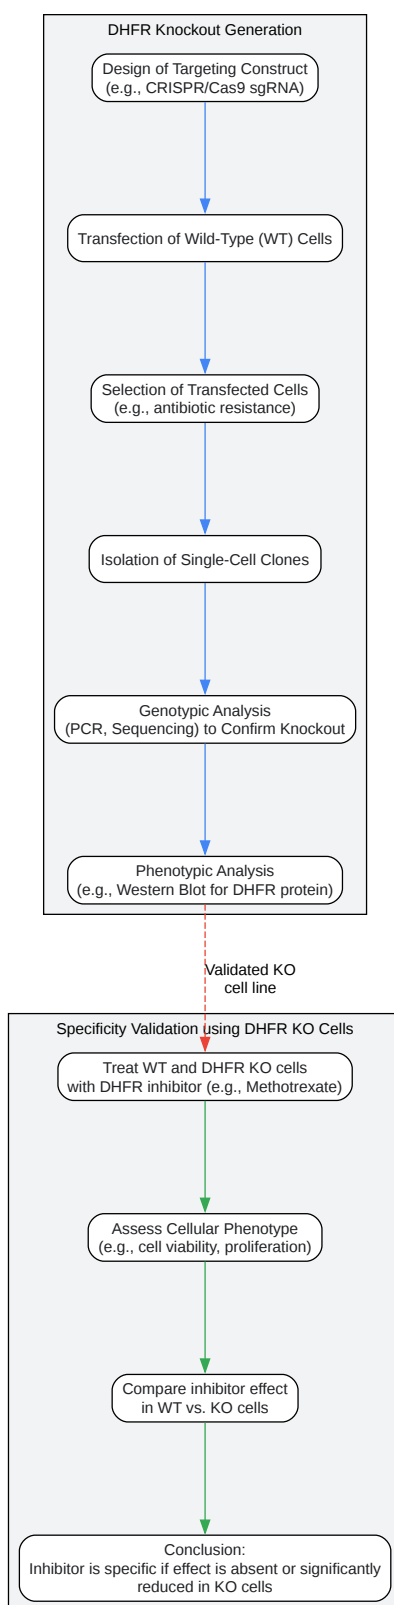 DHFR Knockout Generation
Design of Targeting Construct
(e.g., CRISPR/Cas9 sgRNA)
Transfection of Wild-Type (WT) Cells
Selection of Transfected Cells
(e.g., antibiotic resistance)
Isolation of Single-Cell Clones
Genotypic Analysis
(PCR, Sequencing) to Confirm Knockout
Phenotypic Analysis
(e.g., Western Blot for DHFR protein)
Validated KO
cell line
Specificity Validation using DHFR KO Cells
Treat WT and DHFR KO cells
with DHFR inhibitor (e.g., Methotrexate)
Assess Cellular Phenotype
(e.g., cell viability, proliferation)
Compare inhibitor effect
in WT vs. KO cells
Conclusion:
Inhibitor is specific if effect is absent or significantly
reduced in KO cells